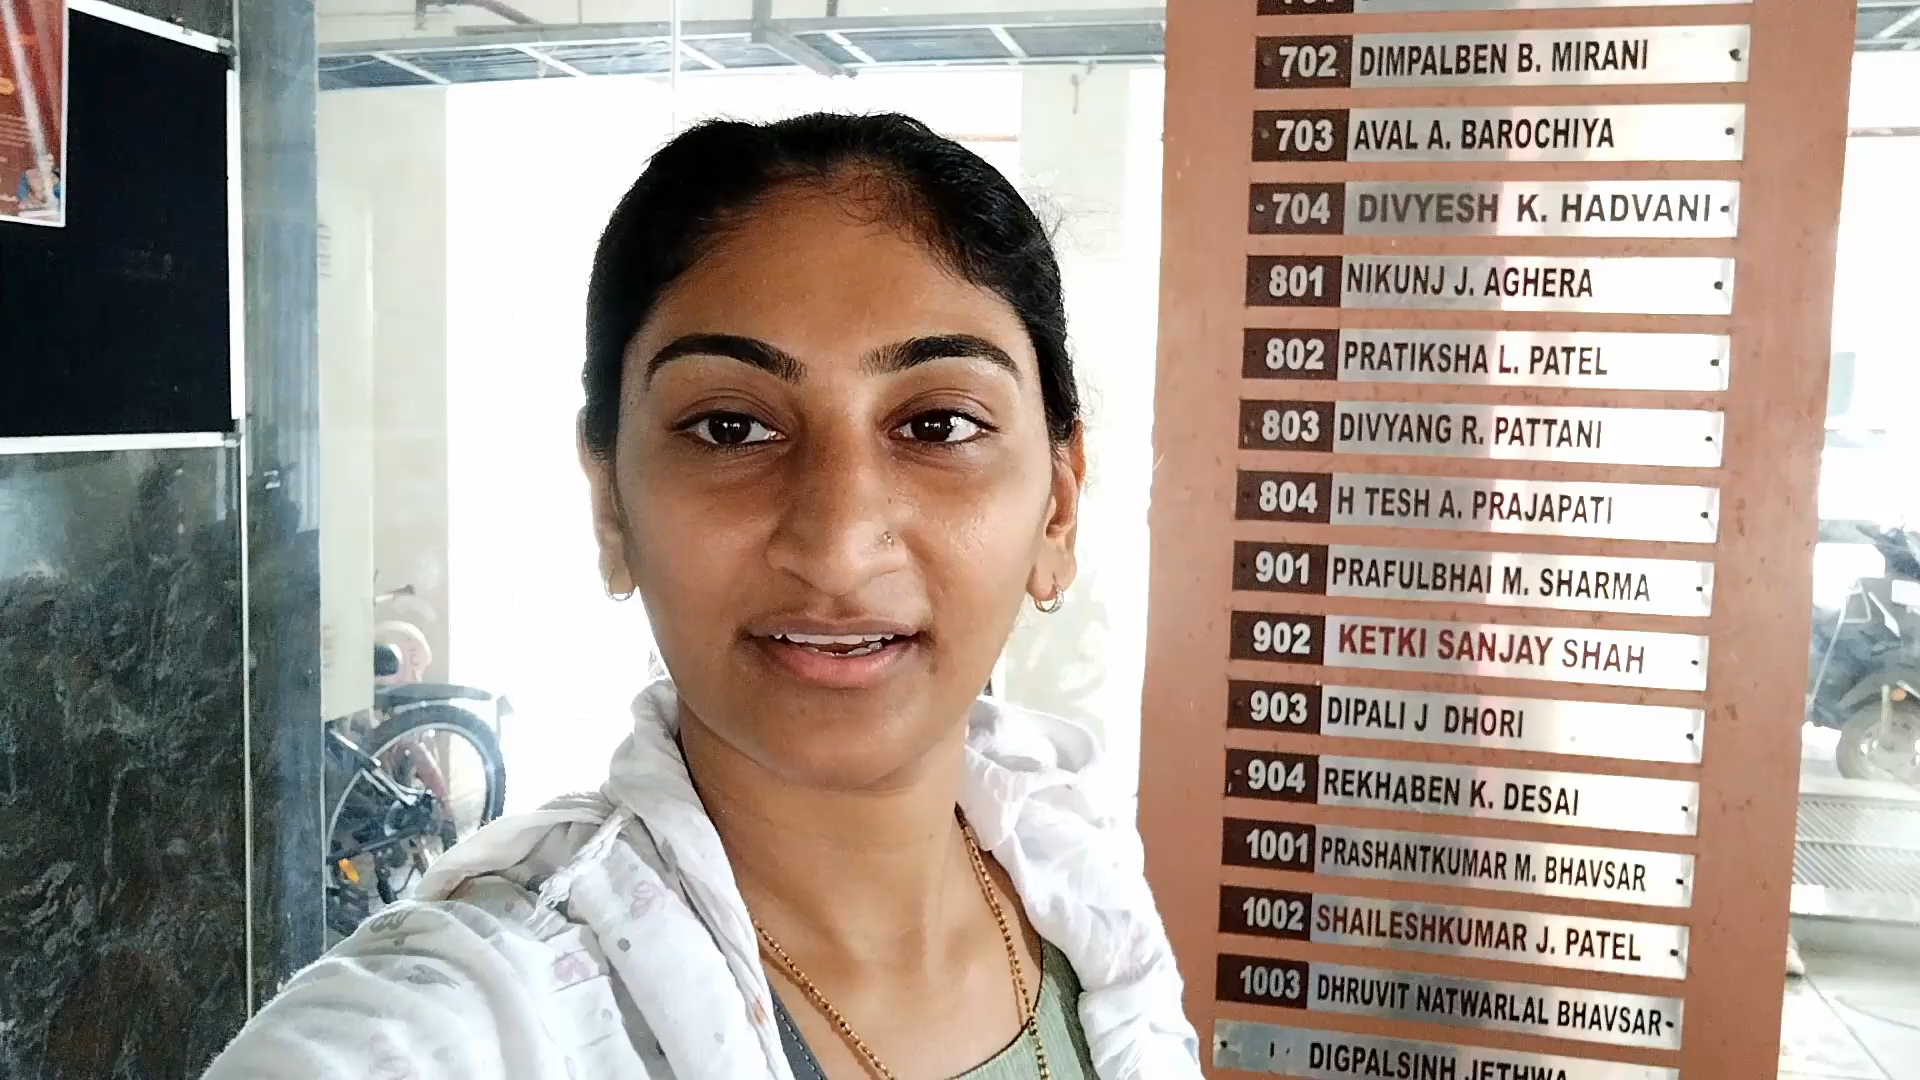 702 DIMPALBEN B. MIRANI
703 AVAL A. BAROCHIYA
704 DIVYESH K. HADVANI
801 NIKUNJ J. AGHERA
802 PRATIKSHA L. PATEL
803 DIVYANG R. PATTANI
804 H TESH A. PRAJAPATI
901 PRAFULBHAI M. SHARMA
902 KETKI SANJAY SHAH
903 DIPALI J DHORI
904 REKHABEN K. DESAI
1001 PRASHANTKUMAR M. BHAVSAR
1002 SHAILESHKUMAR J. PATEL
1003 DHRUVIT NATWARLAL BHAVSAR
DIGPALSINH JETHWA